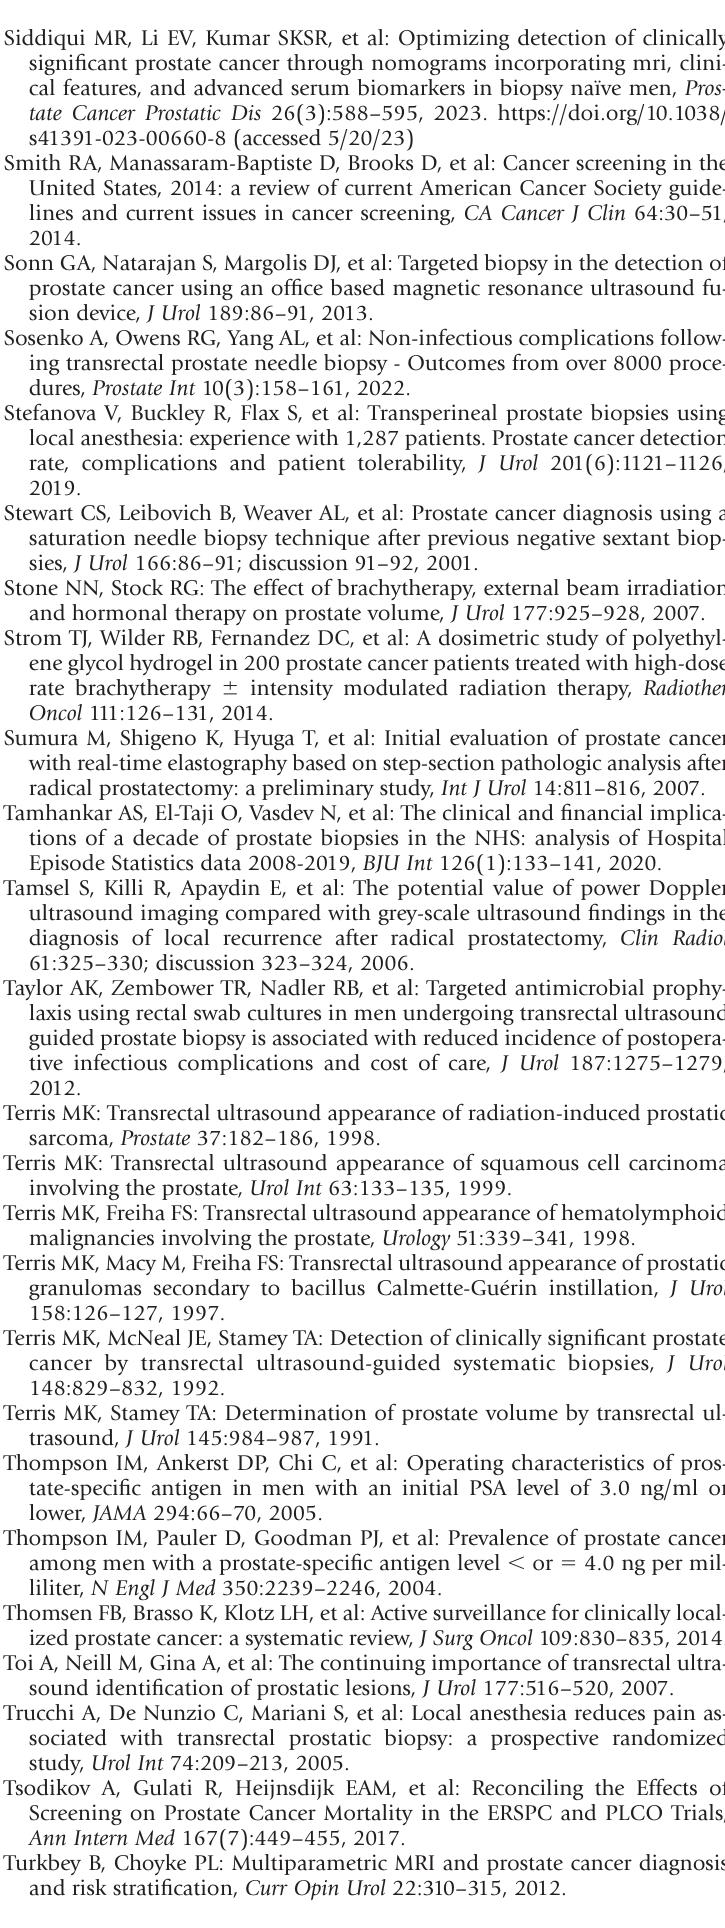 Siddiqui MR, Li EV, Kumar SKSR, et al: Optimizing detection of clinically
significant prostate cancer through nomograms incorporating mri, clini-
cal features, and advanced serum biomarkers in biopsy naïve men, Pros-
tate Cancer Prostatic Dis 26(3):588–595, 2023. https://doi.org/10.1038/
s41391-023-00660-8 (accessed 5/20/23)
Smith RA, Manassaram-Baptiste D, Brooks D, et al: Cancer screening in the
United States, 2014: a review of current American Cancer Society guide-
lines and current issues in cancer screening, CA Cancer J Clin 64:30–51,
2014.
Sonn GA, Natarajan S, Margolis DJ, et al: Targeted biopsy in the detection of
prostate cancer using an office based magnetic resonance ultrasound fu-
sion device, J Urol 189:86–91, 2013.
Sosenko A, Owens RG, Yang AL, et al: Non-infectious complications follow-
ing transrectal prostate needle biopsy - Outcomes from over 8000 proce-
dures, Prostate Int 10(3):158–161, 2022.
Stefanova V, Buckley R, Flax S, et al: Transperineal prostate biopsies using
local anesthesia: experience with 1,287 patients. Prostate cancer detection
rate, complications and patient tolerability, J Urol 201(6):1121–1126,
2019.
Stewart CS, Leibovich B, Weaver AL, et al: Prostate cancer diagnosis using a
saturation needle biopsy technique after previous negative sextant biop-
sies, J Urol 166:86–91; discussion 91–92, 2001.
Stone NN, Stock RG: The effect of brachytherapy, external beam irradiation
and hormonal therapy on prostate volume, J Urol 177:925–928, 2007.
Strom TJ, Wilder RB, Fernandez DC, et al: A dosimetric study of polyethyl-
ene glycol hydrogel in 200 prostate cancer patients treated with high-dose
rate brachytherapy ± intensity modulated radiation therapy, Radiother
Oncol 111:126–131, 2014.
Sumura M, Shigeno K, Hyuga T, et al: Initial evaluation of prostate cancer
with real-time elastography based on step-section pathologic analysis after
radical prostatectomy: a preliminary study, Int J Urol 14:811–816, 2007.
Tamhankar AS, El-Taji O, Vasdev N, et al: The clinical and financial implica-
tions of a decade of prostate biopsies in the NHS: analysis of Hospital
Episode Statistics data 2008-2019, BJU Int 126(1):133–141, 2020.
Tamsel S, Killi R, Apaydin E, et al: The potential value of power Doppler
ultrasound imaging compared with grey-scale ultrasound findings in the
diagnosis of local recurrence after radical prostatectomy, Clin Radiol
61:325–330; discussion 323–324, 2006.
Taylor AK, Zembower TR, Nadler RB, et al: Targeted antimicrobial prophy-
laxis using rectal swab cultures in men undergoing transrectal ultrasound
guided prostate biopsy is associated with reduced incidence of postopera-
tive infectious complications and cost of care, J Urol 187:1275–1279,
2012.
Terris MK: Transrectal ultrasound appearance of radiation-induced prostatic
sarcoma, Prostate 37:182–186, 1998.
Terris MK: Transrectal ultrasound appearance of squamous cell carcinoma
involving the prostate, Urol Int 63:133–135, 1999.
Terris MK, Freiha FS: Transrectal ultrasound appearance of hematolymphoid
malignancies involving the prostate, Urology 51:339–341, 1998.
Terris MK, Macy M, Freiha FS: Transrectal ultrasound appearance of prostatic
granulomas secondary to bacillus Calmette-Guérin instillation, J Urol
158:126–127, 1997.
Terris MK, McNeal JE, Stamey TA: Detection of clinically significant prostate
cancer by transrectal ultrasound-guided systematic biopsies, J Urol
148:829–832, 1992.
Terris MK, Stamey TA: Determination of prostate volume by transrectal ul-
trasound, J Urol 145:984–987, 1991.
Thompson IM, Ankerst DP, Chi C, et al: Operating characteristics of pros-
tate-specific antigen in men with an initial PSA level of 3.0 ng/ml or
lower, JAMA 294:66–70, 2005.
Thompson IM, Pauler D, Goodman PJ, et al: Prevalence of prostate cancer
among men with a prostate-specific antigen level < or = 4.0 ng per mil-
liliter, N Engl J Med 350:2239–2246, 2004.
Thomsen FB, Brasso K, Klotz LH, et al: Active surveillance for clinically local-
ized prostate cancer: a systematic review, J Surg Oncol 109:830–835, 2014
Toi A, Neill M, Gina A, et al: The continuing importance of transrectal ultra-
sound identification of prostatic lesions, J Urol 177:516–520, 2007.
Trucchi A, De Nunzio C, Mariani S, et al: Local anesthesia reduces pain as-
sociated with transrectal prostatic biopsy: a prospective randomized
study, Urol Int 74:209–213, 2005.
Tsodikov A, Gulati R, Heijnsdijk EAM, et al: Reconciling the Effects of
Screening on Prostate Cancer Mortality in the ERSPC and PLCO Trials,
Ann Intern Med 167(7):449–455, 2017.
Turkbey B, Choyke PL: Multiparametric MRI and prostate cancer diagnosis
and risk stratification, Curr Opin Urol 22:310–315, 2012.